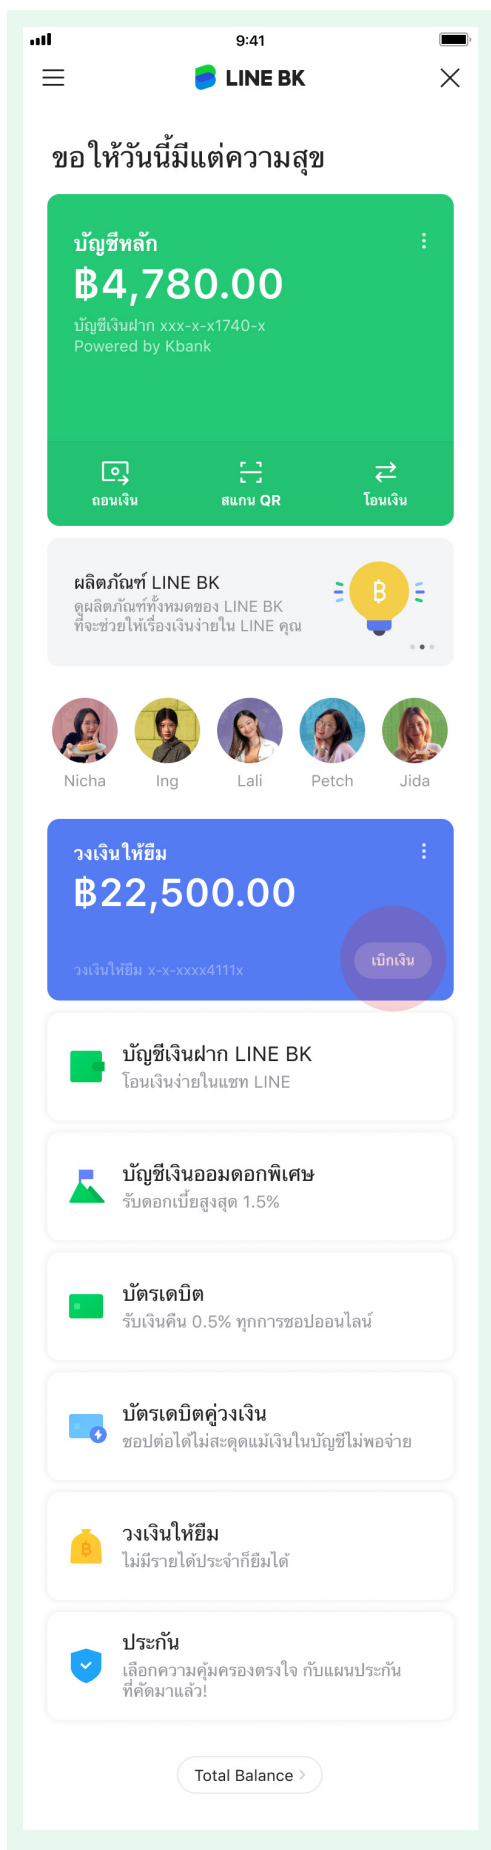 9:41
LINE BK
ขอให้วันนี้มีแต่ความสุข
บัญชีหลัก
฿4,780.00
บัญชีเงินฝาก xxx-x-x1740-x
Powered by Kbank
ถอนเงิน
สแกน QR
โอนเงิน
ผลิตภัณฑ์ LINE BK
ดูผลิตภัณฑ์ทั้งหมดของ LINE BK
ที่จะช่วยให้เรื่องเงินง่ายใน LINE คุณ
฿
Nicha
Ing
Lali
Petch
Jida
วงเงินให้ยืม
฿22,500.00
วงเงินให้ยืม x-x-xxxx4111x
เบิกเงิน
บัญชีเงินฝาก LINE BK
โอนเงินง่ายในแชท LINE
บัญชีเงินออมดอกพิเศษ
รับดอกเบี้ยสูงสุด 1.5%
บัตรเดบิต
รับเงินคืน 0.5% ทุกการชอปออนไลน์
บัตรเดบิตคู่วงเงิน
ชอปต่อได้ไม่สะดุดแม้เงินในบัญชีไม่พอจ่าย
฿
วงเงินให้ยืม
ไม่มีรายได้ประจำก็ยืมได้
ประกัน
เลือกความคุ้มครองตรงใจ กับแผนประกัน
ที่คัดมาแล้ว!
Total Balance